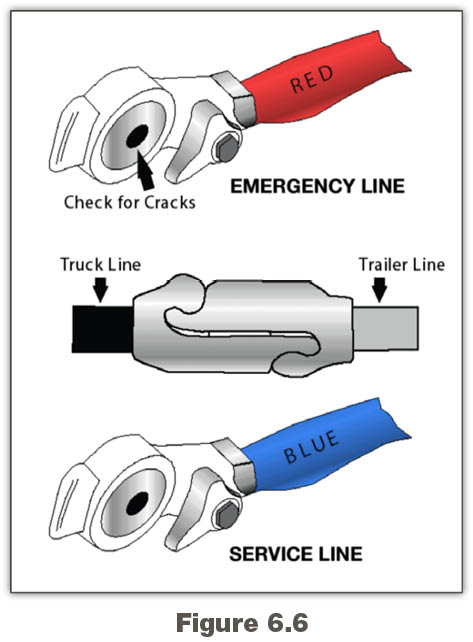 RED
EMERGENCY LINE
Check for Cracks
Truck Line
Trailer Line
BLUE
SERVICE LINE
Figure 6.6